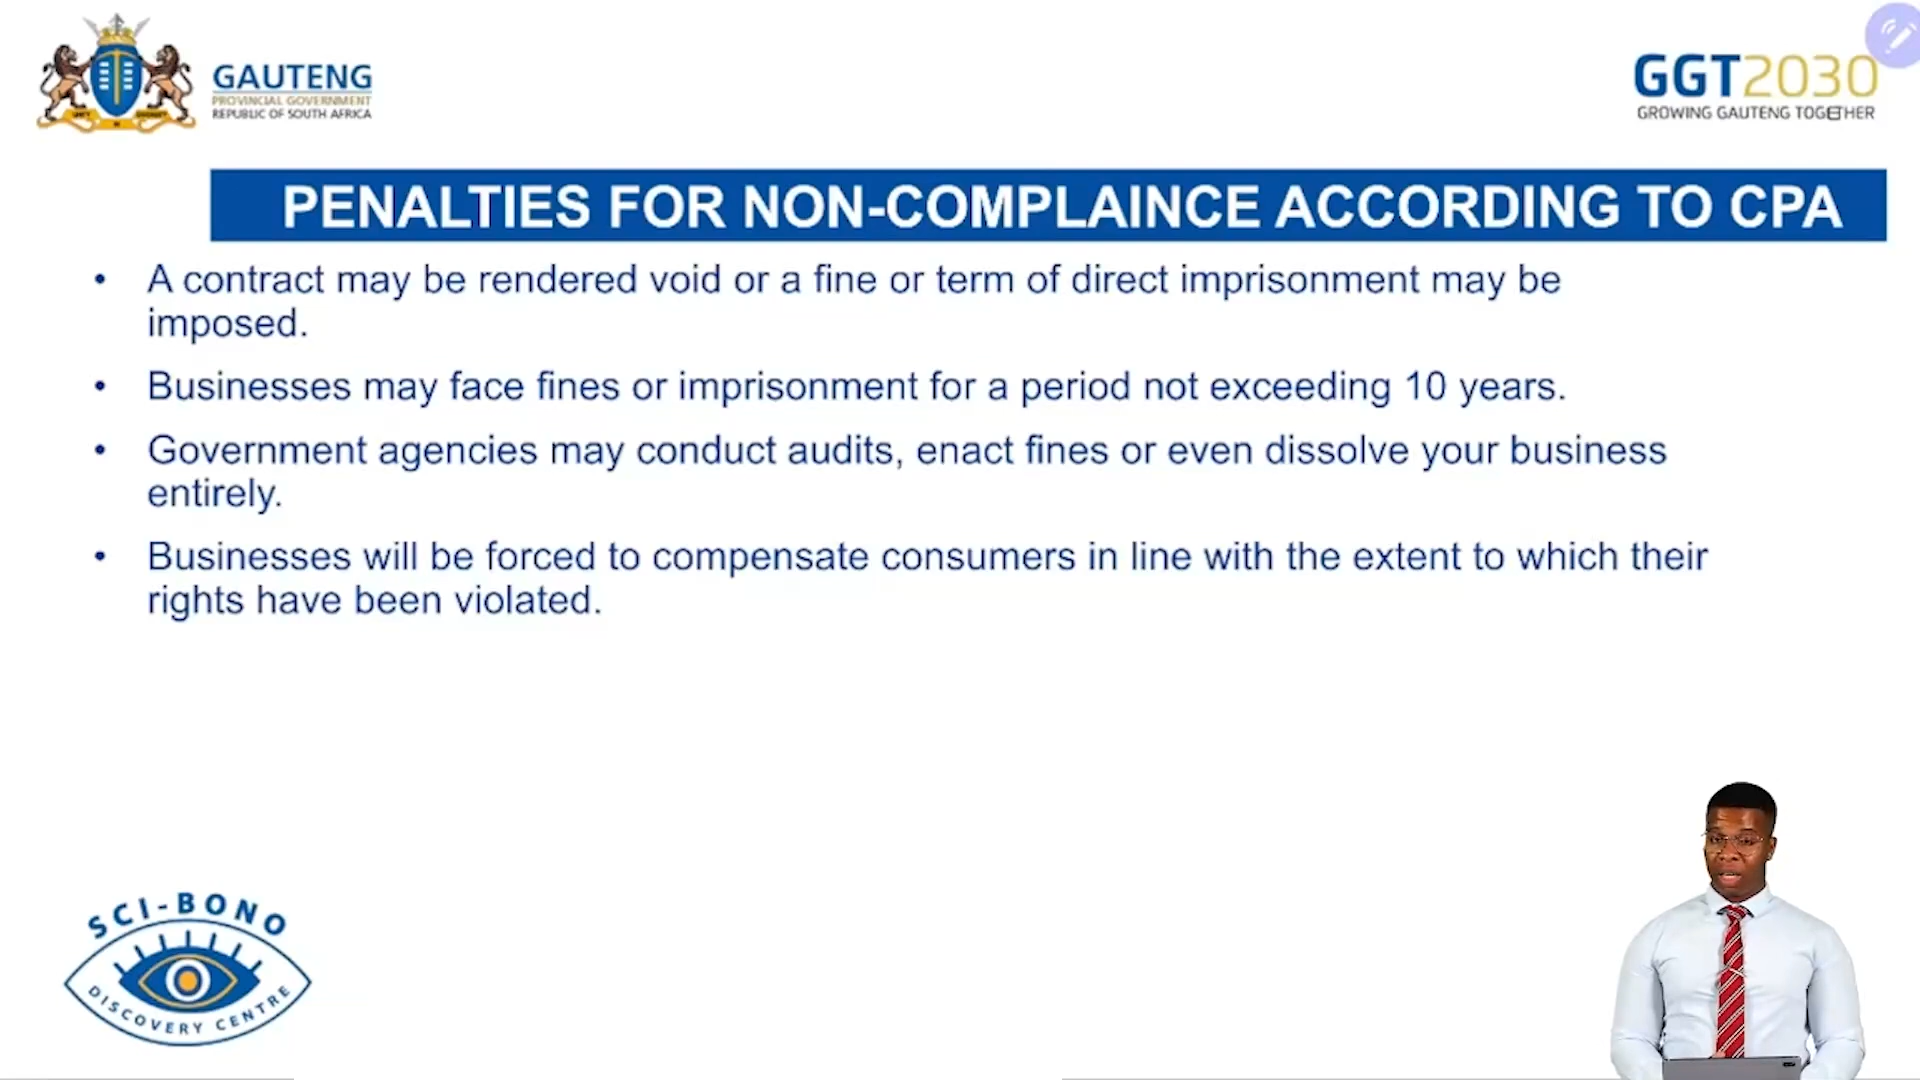 GAUTENG
PROVINCIAL GOVERNMENT
REPUBLIC OF SOUTH AFRICA
GGT2030
GROWING GAUTENG TOGETHER
PENALTIES FOR NON-COMPLAINCE ACCORDING TO CPA
• A contract may be rendered void or a fine or term of direct imprisonment may be
imposed.
• Businesses may face fines or imprisonment for a period not exceeding 10 years.
• Government agencies may conduct audits, enact fines or even dissolve your business
entirely.
• Businesses will be forced to compensate consumers in line with the extent to which their
rights have been violated.
SCI-BONO
DISCOVERY CENTRE